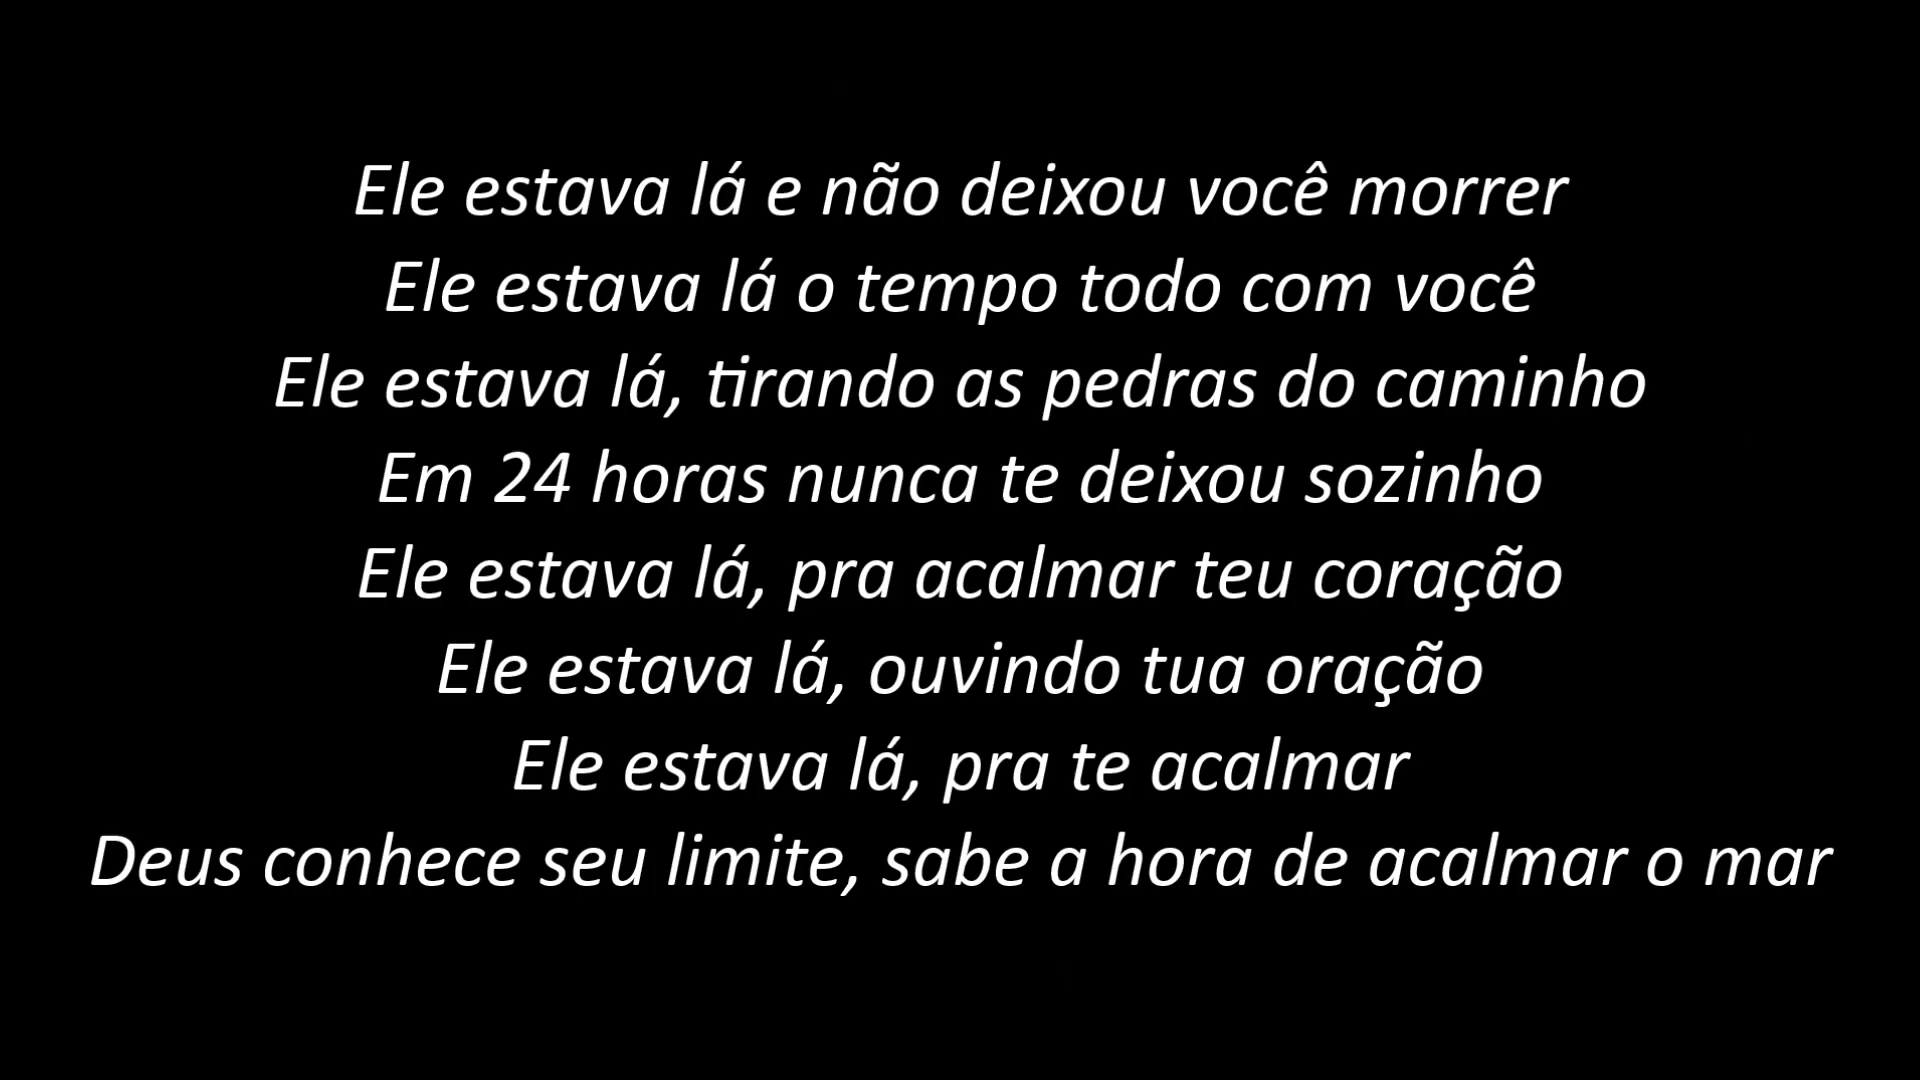 Ele estava lá e não deixou você morrer
Ele estava lá o tempo todo com você
Ele estava lá, tirando as pedras do caminho
Em 24 horas nunca te deixou sozinho
Ele estava lá, pra acalmar teu coração
Ele estava lá, ouvindo tua oração
Ele estava lá, pra te acalmar
Deus conhece seu limite, sabe a hora de acalmar o mar